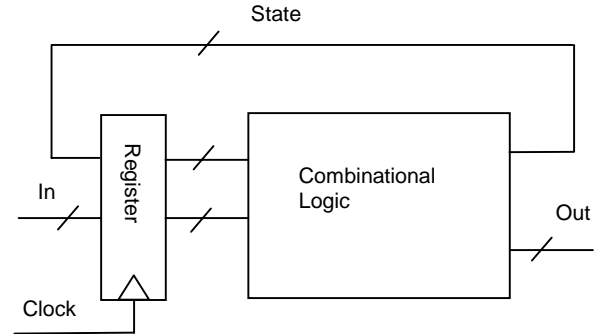 State
Register
Combinational
Logic
In
Out
Clock